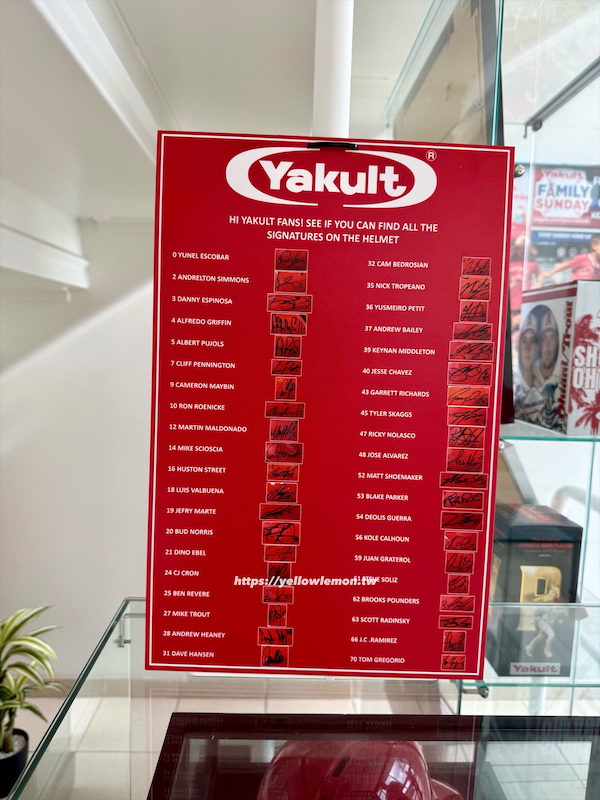 Yakult®
HI YAKULT FANS! SEE IF YOU CAN FIND ALL THE
SIGNATURES ON THE HELMET
0 YUNEL ESCOBAR
2 ANDRELTON SIMMONS
3 DANNY ESPINOSA
4 ALFREDO GRIFFIN
5 ALBERT PUJOLS
7 CLIFF PENNINGTON
9 CAMERON MAYBIN
10 RON ROENICKE
12 MARTIN MALDONADO
14 MIKE SCIOSCIA
16 HUSTON STREET
18 LUIS VALBUENA
19 JEFRY MARTE
20 BUD NORRIS
21 DINO EBEL
24 CJ CRON
25 BEN REVERE
27 MIKE TROUT
28 ANDREW HEANEY
31 DAVE HANSEN
32 CAM BEDROSIAN
35 NICK TROPEANO
36 YUSMEIRO PETIT
37 ANDREW BAILEY
39 KEYNAN MIDDLETON
40 JESSE CHAVEZ
43 GARRETT RICHARDS
45 TYLER SKAGGS
47 RICKY NOLASCO
48 JOSE ALVAREZ
52 MATT SHOEMAKER
53 BLAKE PARKER
54 DEOLIS GUERRA
56 KOLE CALHOUN
59 JUAN GRATEROL
SOLIZ
62 BROOKS POUNDERS
63 SCOTT RADINSKY
66 J.C .RAMIREZ
70 TOM GREGORIO
https://yellowlemon.tw
Yakult
FAMILY
SUNDAY
Yakult